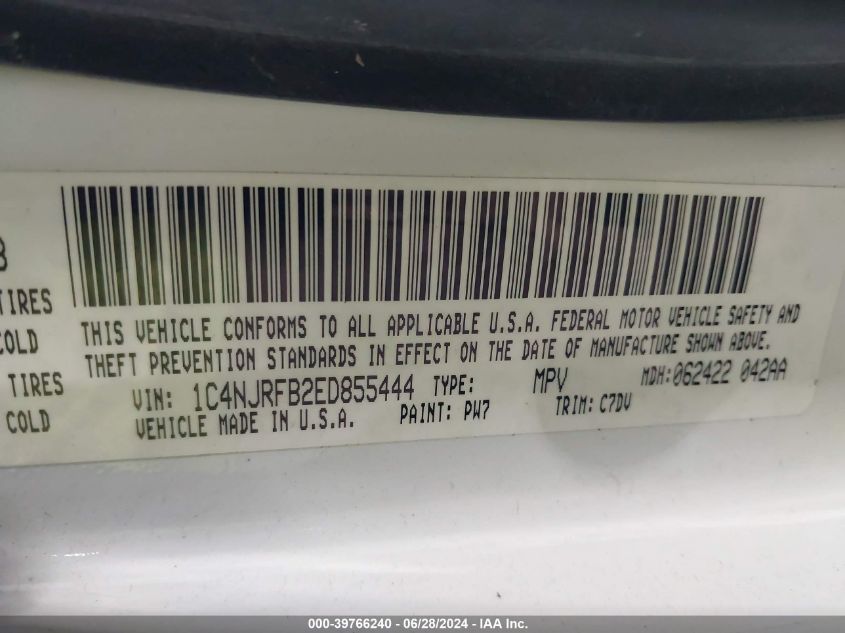 8
TIRES
COLD
TIRES
COLD
THIS VEHICLE CONFORMS TO ALL APPLICABLE U.S.A. FEDERAL MOTOR VEHICLE SAFETY AND
THEFT PREVENTION STANDARDS IN EFFECT ON THE DATE OF MANUFACTURE SHOWN ABOVE.
VIN: 1C4NJRFB2ED855444 TYPE: MPV MDH:062422 042AA
VEHICLE MADE IN U.S.A. PAINT: PW7 TRIM: C7DV
000-39766240 - 06/28/2024 - IAA Inc.